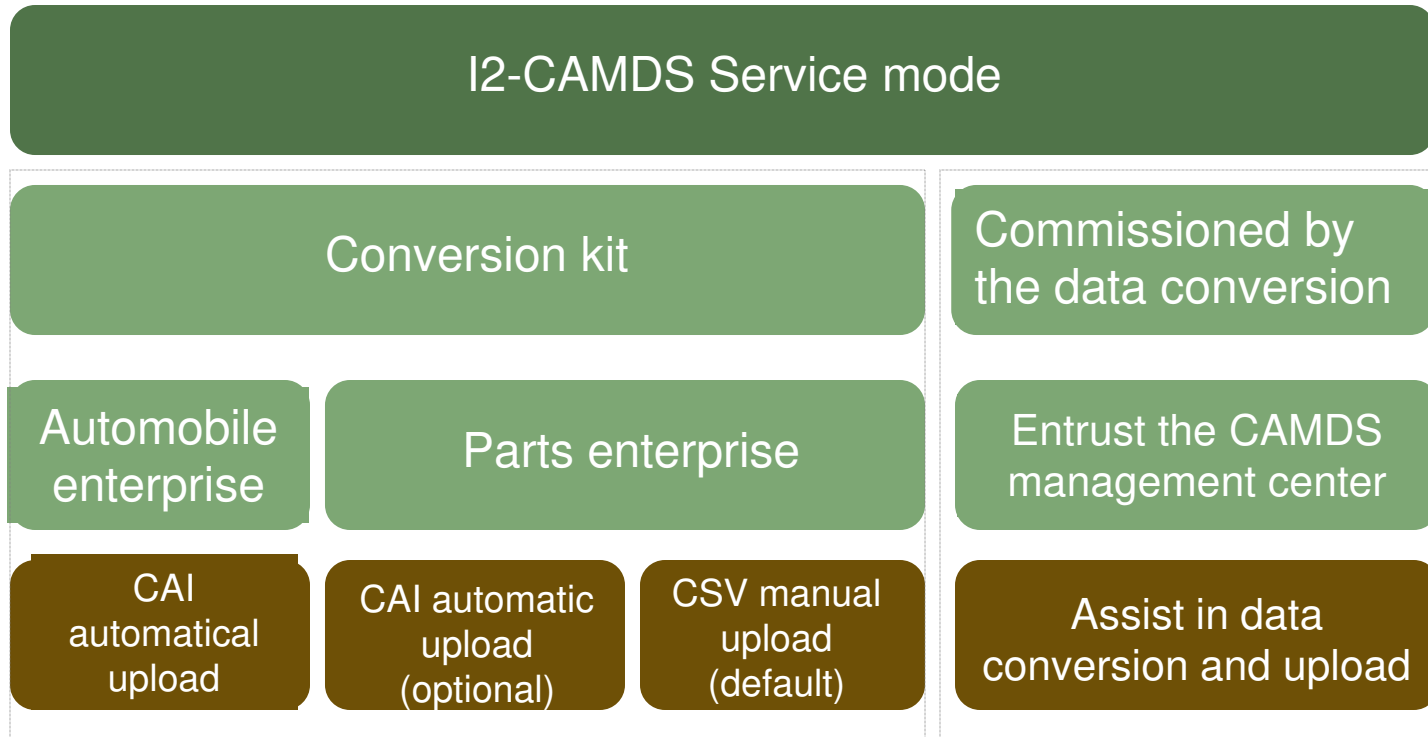 I2-CAMDS Service mode
Conversion kit
Commissioned by
the data conversion
Automobile
enterprise
Parts enterprise
Entrust the CAMDS
management center
CAI
automatical
upload
CAI automatic
upload
(optional)
CSV manual
upload
(default)
Assist in data
conversion and upload